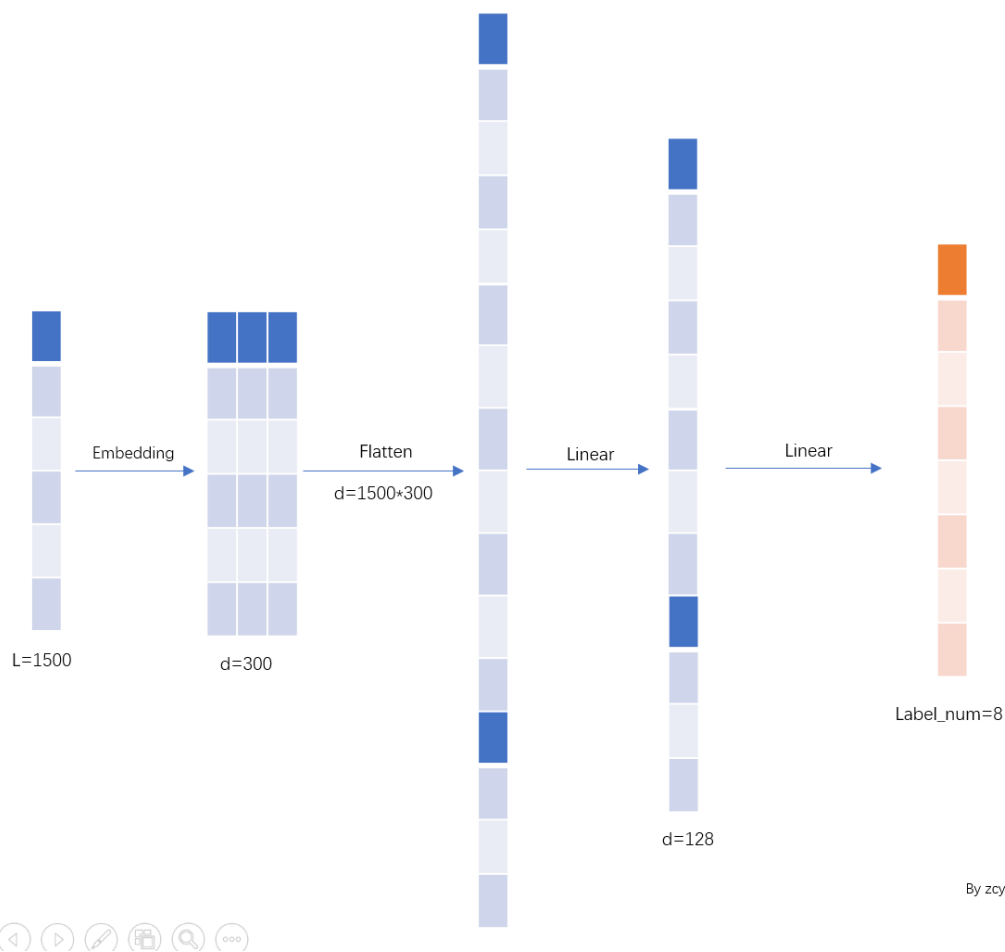 Embedding
Flatten
d=1500*300
Linear
Linear
L=1500
d=300
Label_num=8
d=128
By zcy